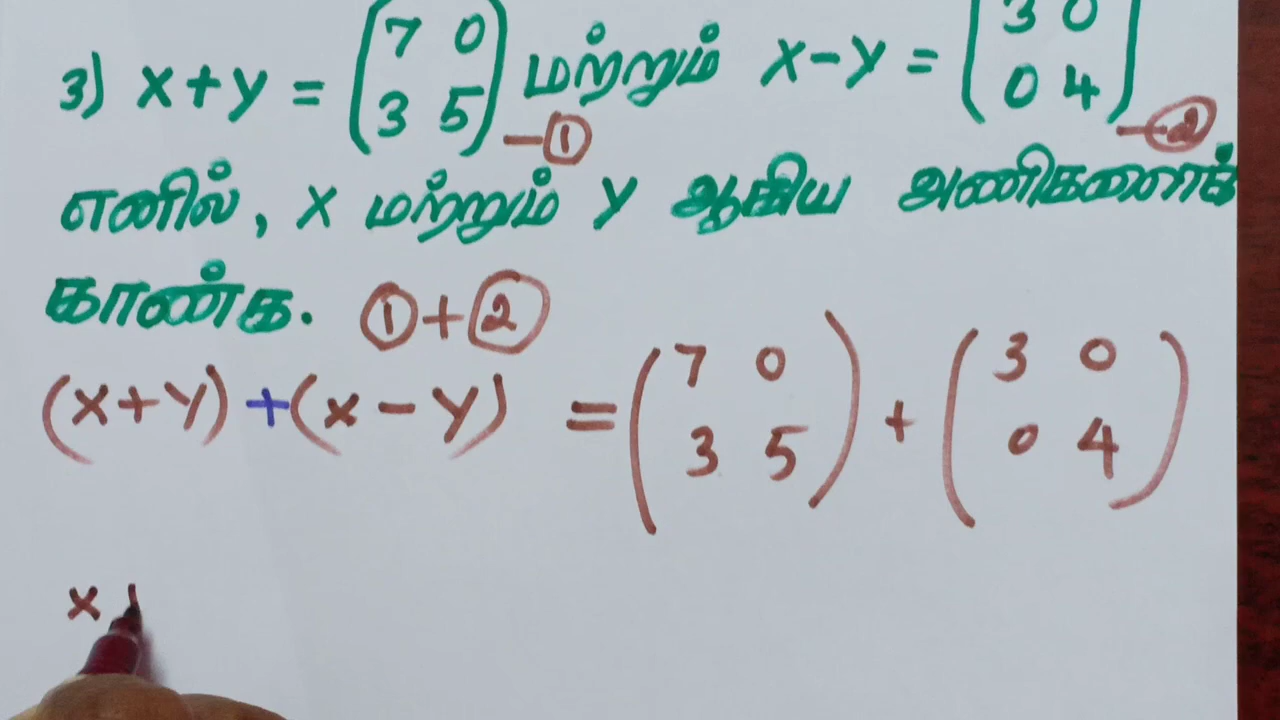 3) X+Y = (7 0 மற்றும் X-Y = (3 0
3 5) -① 0 4) -②
எனில், X மற்றும் Y ஆகிய அணிகளைக்
காண்க. ①+②
(X+Y) + (X-Y) = (7 0 + (3 0
3 5) 0 4)
X